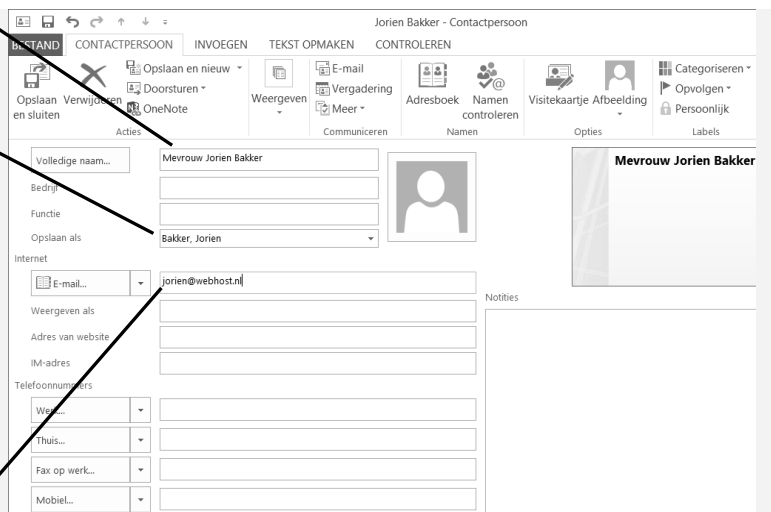 Jorien Bakker - Contactpersoon
BESTAND CONTACTPERSOON INVOEGEN TEKST OPMAKEN CONTROLEREN
Opslaan en sluiten
Verwijderen
Opslaan en nieuw
Doorsturen
OneNote
Acties
Weergeven
E-mail
Vergadering
Meer
Communiceren
Adresboek
Namen controleren
Namen
Visitekaartje
Afbeelding
Opties
Categoriseren
Opvolgen
Persoonlijk
Labels
Volledige naam... Mevrouw Jorien Bakker
Bedrijf
Functie
Opslaan als Bakker, Jorien
Mevrouw Jorien Bakker
Internet
E-mail... jorien@webhost.nl
Weergeven als
Adres van website
IM-adres
Notities
Telefoonnummers
Werk...
Thuis...
Fax op werk...
Mobiel...